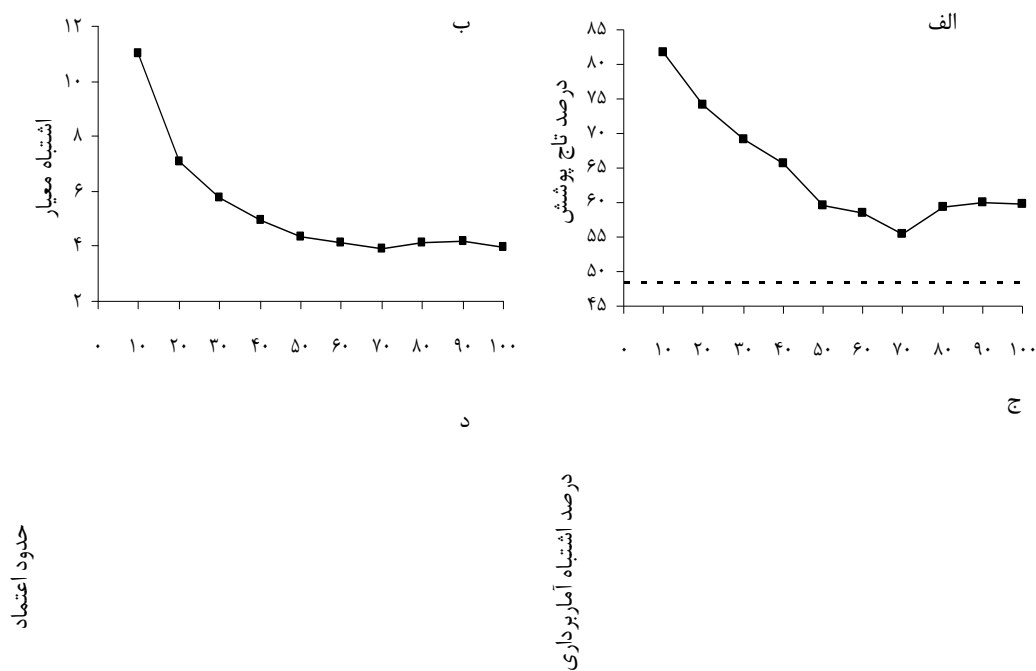 الف
درصد تاج پوشش
۸۵
۸۰
۷۵
۷۰
۶۵
۶۰
۵۵
۵۰
۴۵
۰ ۱۰ ۲۰ ۳۰ ۴۰ ۵۰ ۶۰ ۷۰ ۸۰ ۹۰ ۱۰۰
ب
اشتباه معیار
۱۲
۱۰
۸
۶
۴
۲
۰ ۱۰ ۲۰ ۳۰ ۴۰ ۵۰ ۶۰ ۷۰ ۸۰ ۹۰ ۱۰۰
ج
درصد اشتباه آماربرداری
د
حدود اعتماد